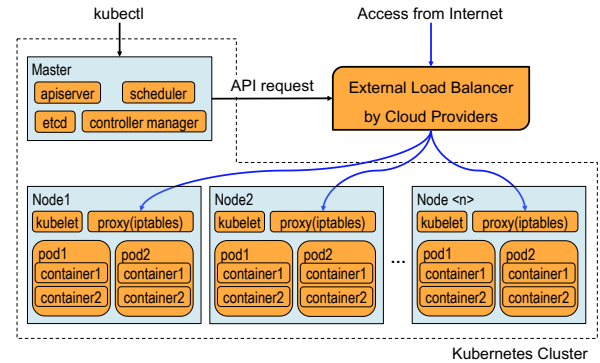 kubectl
Access from Internet
Master
apiserver
scheduler
etcd
controller manager
API request
External Load Balancer
by Cloud Providers
Node1
kubelet
proxy(iptables)
pod1
container1
container2
pod2
container1
container2
Node2
kubelet
proxy(iptables)
pod1
container1
container2
pod2
container1
container2
...
Node <n>
kubelet
proxy(iptables)
pod1
container1
container2
pod2
container1
container2
Kubernetes Cluster